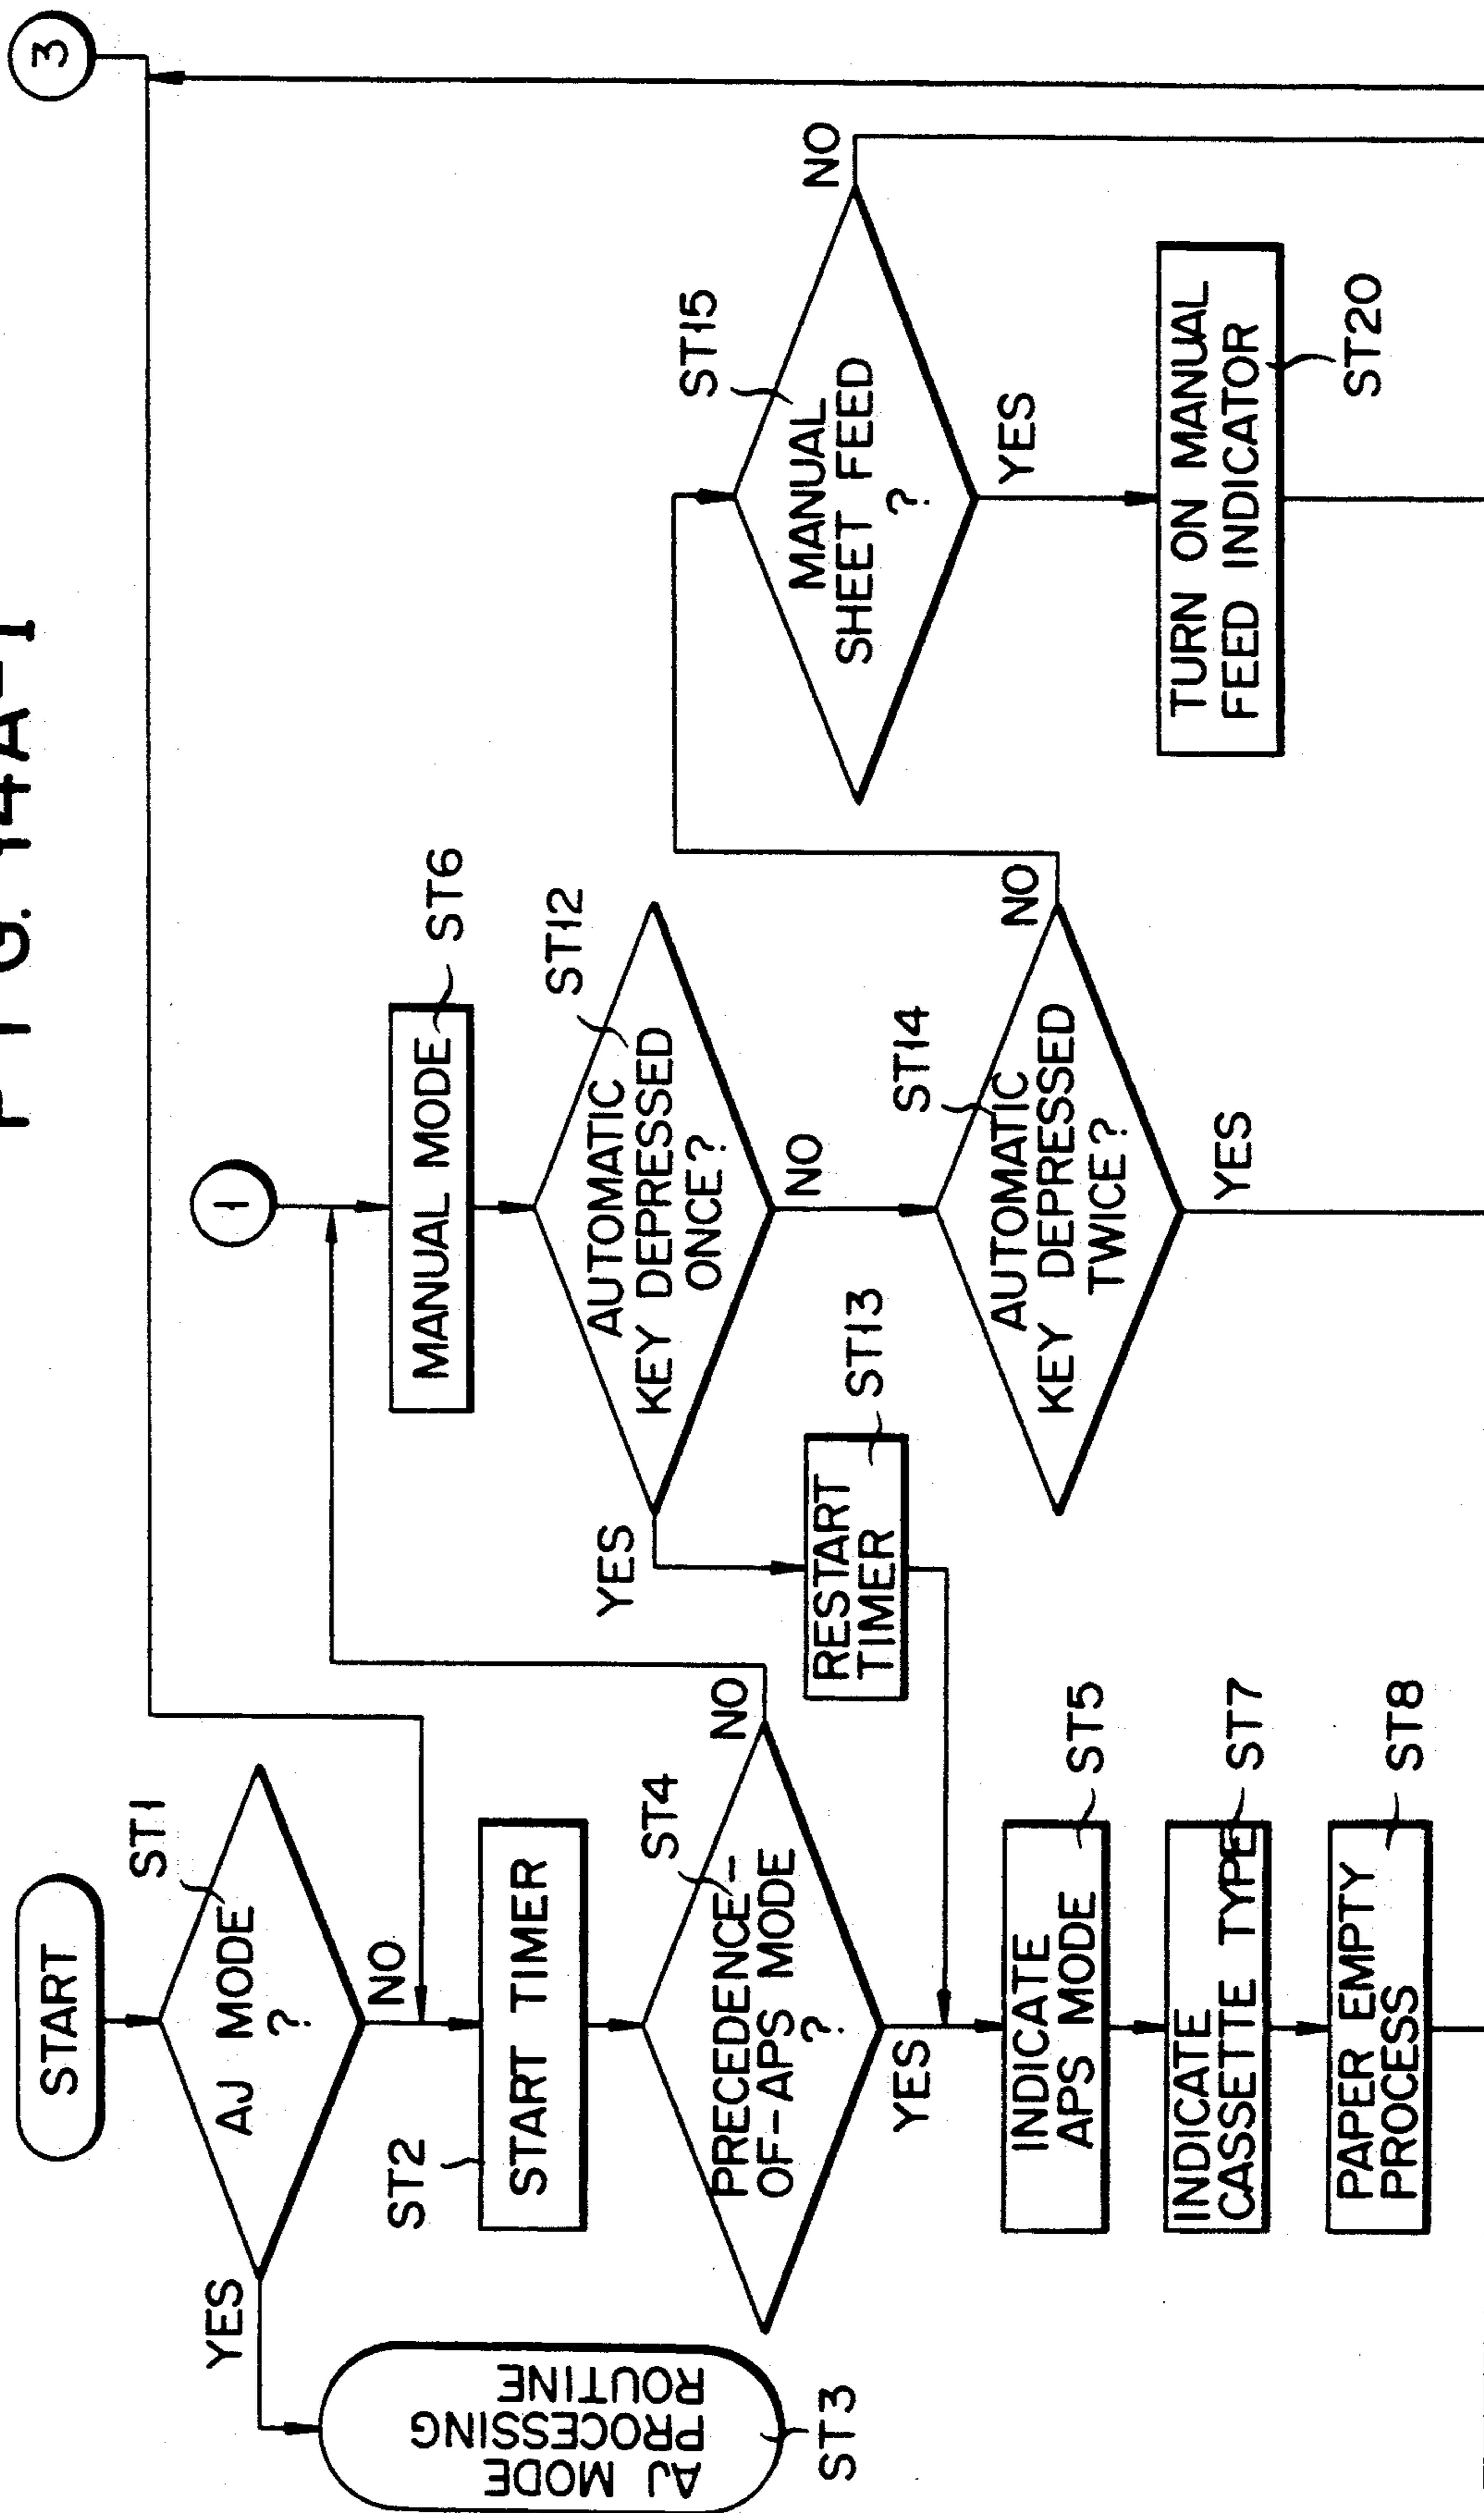 FIG. 14A-1
START
ST1
AJ MODE
?
YES
NO
AJ MODE
PROCESSING
ROUTINE
ST3
ST2
START TIMER
ST4
PRECEDENCE-
OF-APS MODE
?
NO
YES
INDICATE
APS MODE
ST5
INDICATE
CASSETTE TYPE
ST7
PAPER EMPTY
PROCESS
ST8
1
MANUAL MODE
ST6
ST12
AUTOMATIC
KEY DEPRESSED
ONCE?
YES
NO
RESTART
TIMER
ST13
ST14
AUTOMATIC
KEY DEPRESSED
TWICE?
NO
YES
ST15
MANUAL
SHEET FEED
?
NO
YES
TURN ON MANUAL
FEED INDICATOR
ST20
3